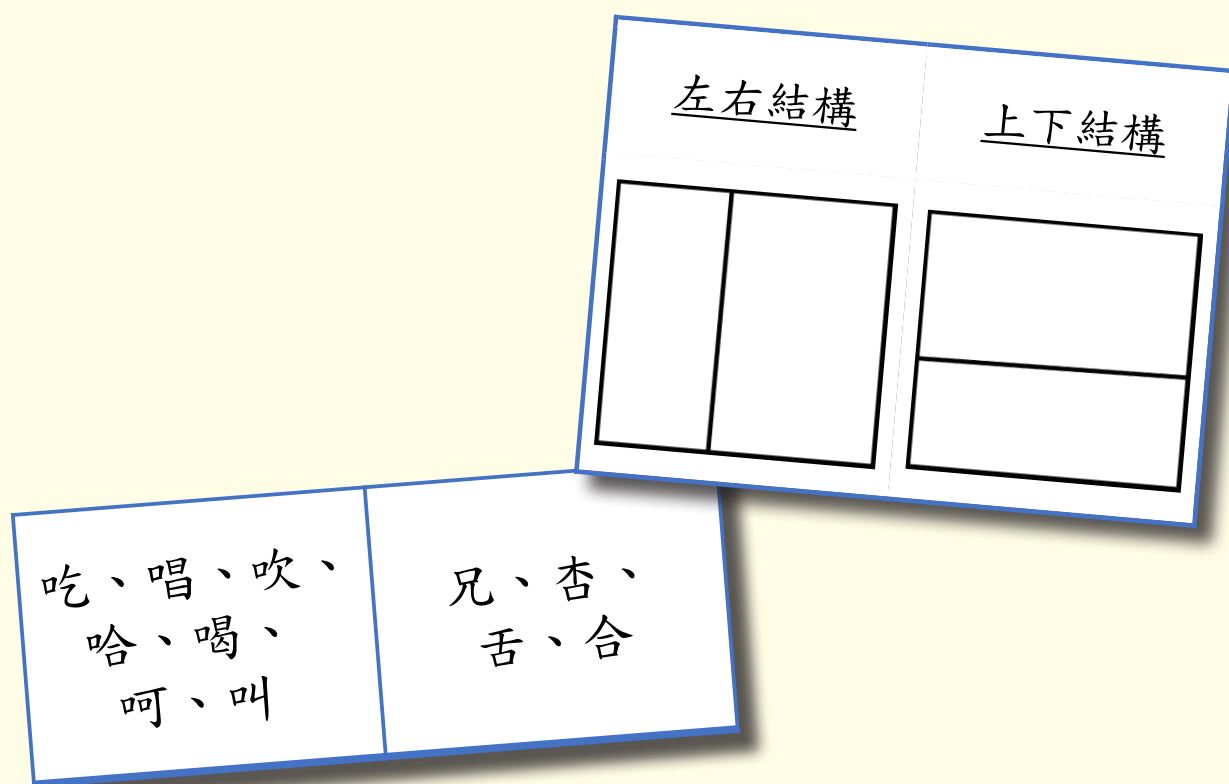 左右結構
上下結構
吃、唱、吹、
哈、喝、
呵、叫
兄、杏、
舌、合